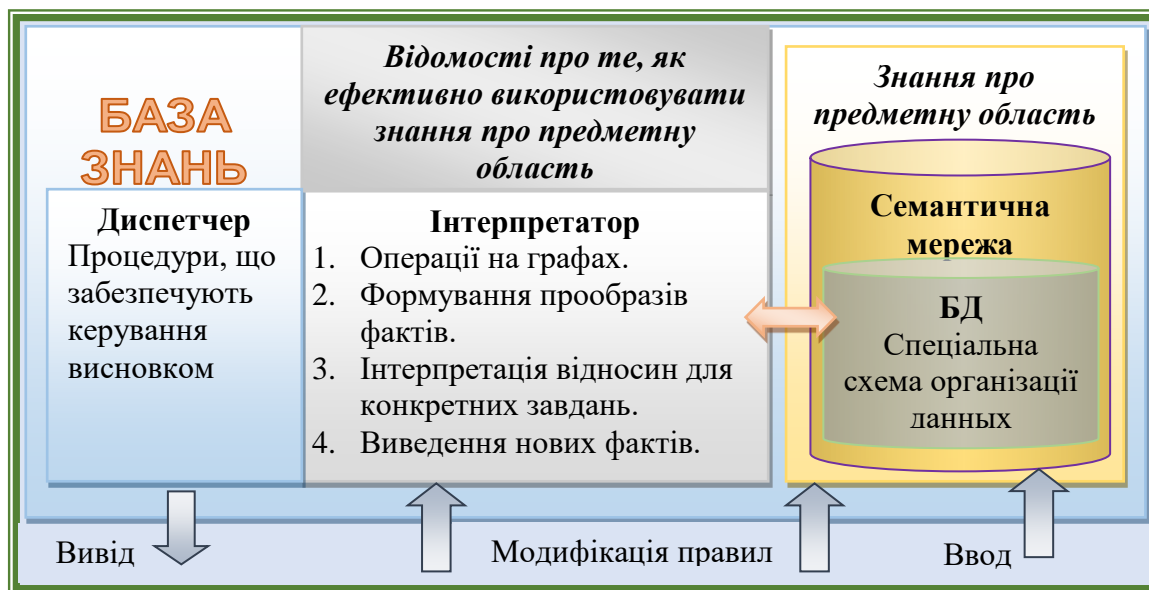 БАЗА
ЗНАНЬ
Диспетчер
Процедури, що
забезпечують
керування
висновком
Відомості про те, як
ефективно використовувати
знання про предметну
область
Інтерпретатор
1. Операції на графах.
2. Формування прообразів
фактів.
3. Інтерпретація відносин для
конкретних завдань.
4. Виведення нових фактів.
Знання про
предметну область
Семантична
мережа
БД
Спеціальна
схема організації
данных
Вивід
Модифікація правил
Ввод